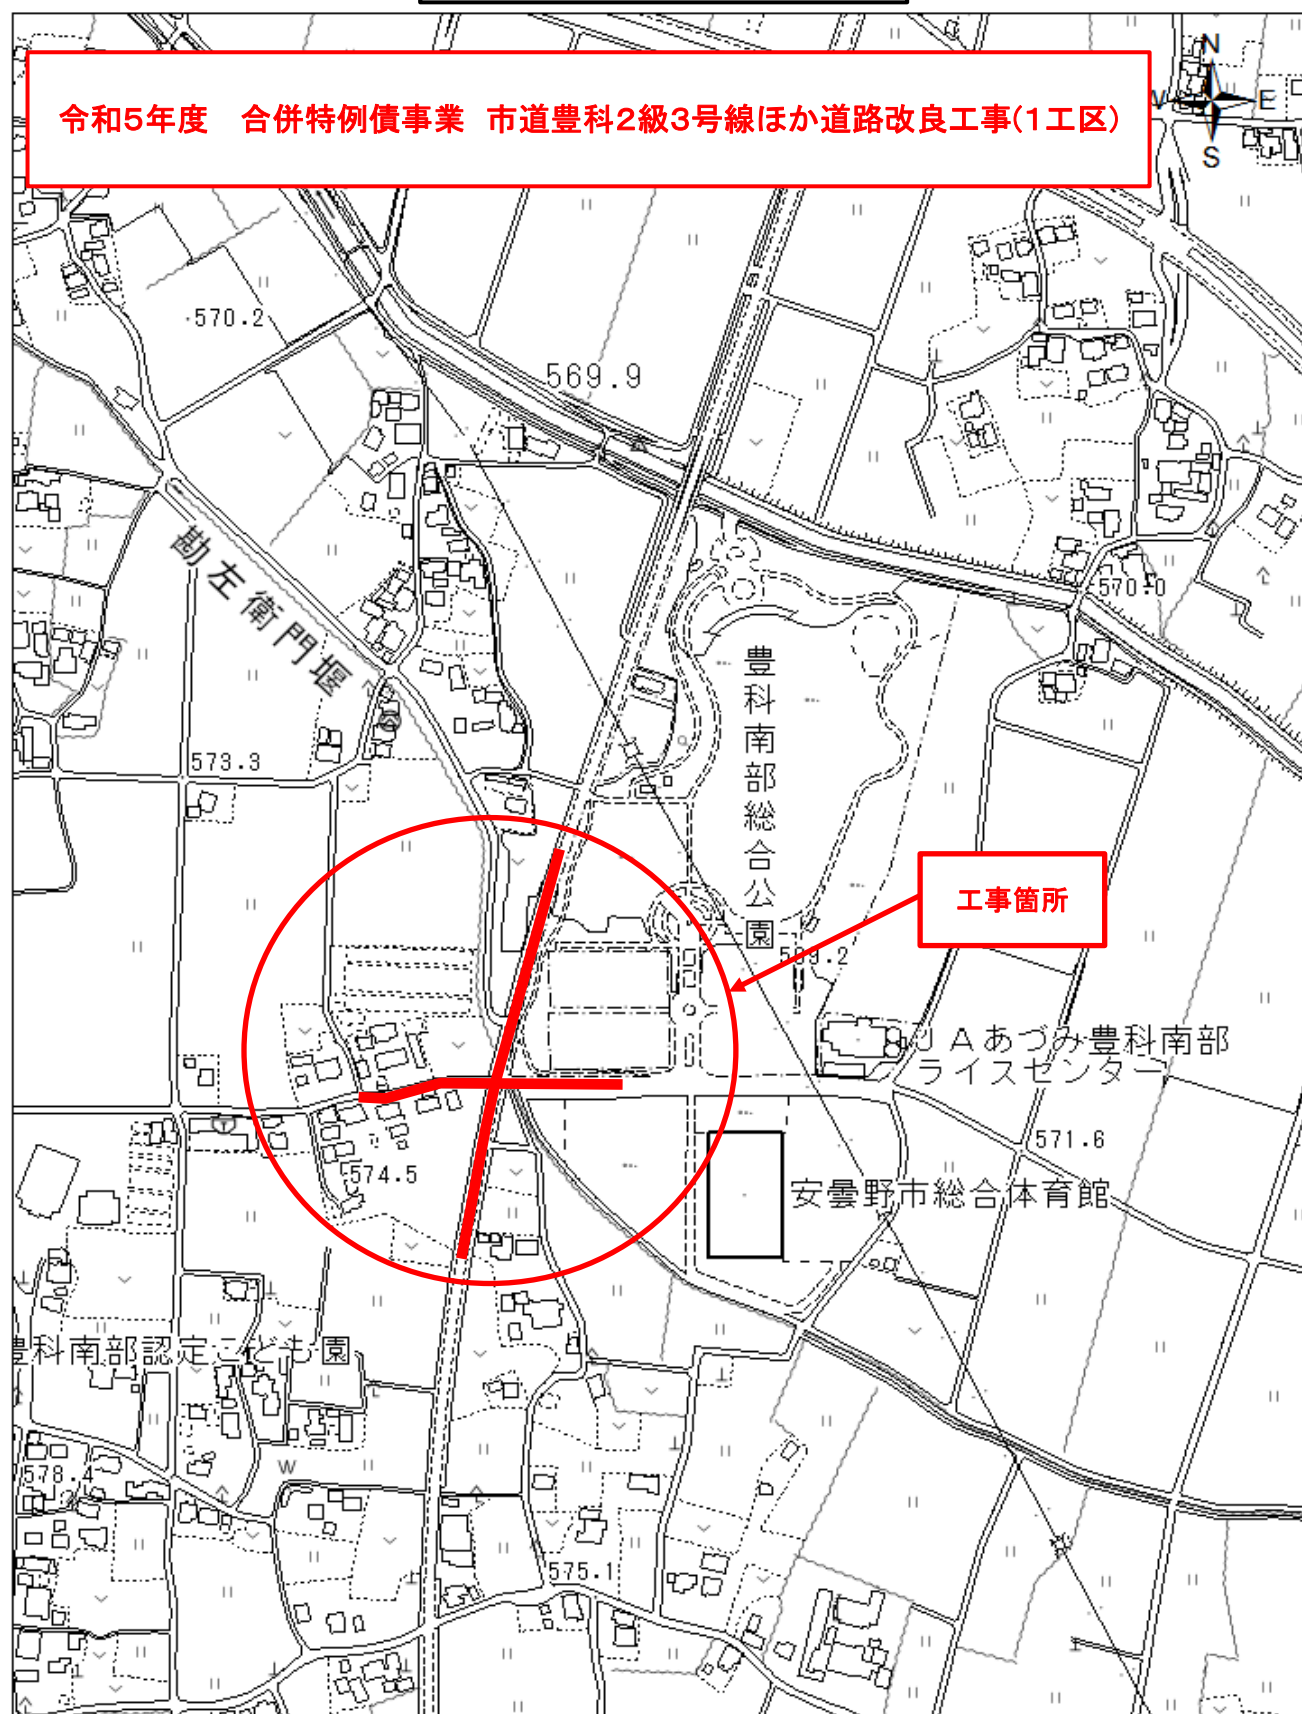 令和5年度　合併特例債事業 市道豊科2級3号線ほか道路改良工事(1工区)
N
W
E
S
570.2
569.9
勘左衛門堰
570.0
豊科南部総合公園
573.3
工事箇所
569.2
JAあづみ豊科南部
ライスセンター
571.6
574.5
安曇野市総合体育館
豊科南部認定こども園
W
578.4
575.1